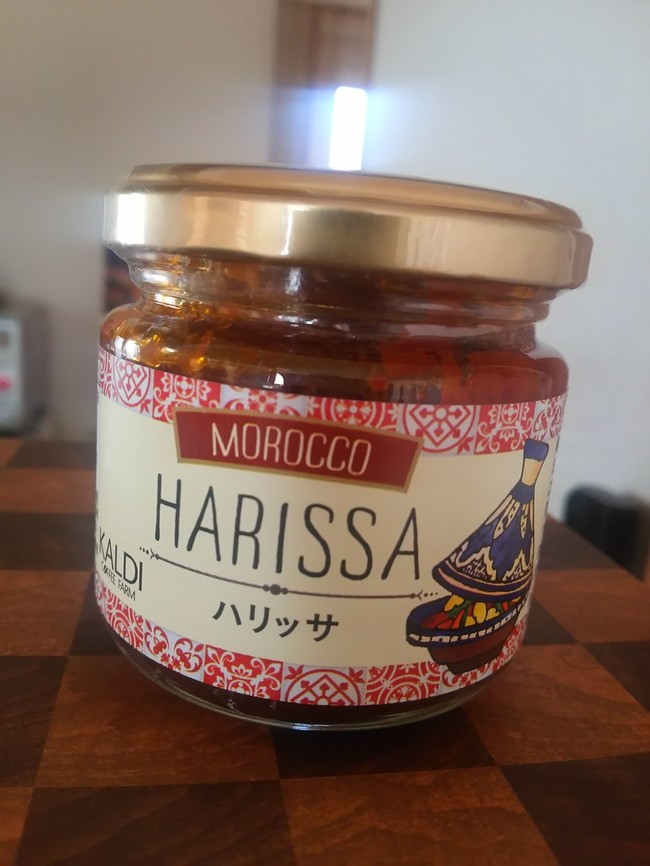 MOROCCO
HARISSA
KALDI
COFFEE FARM
ハリッサ